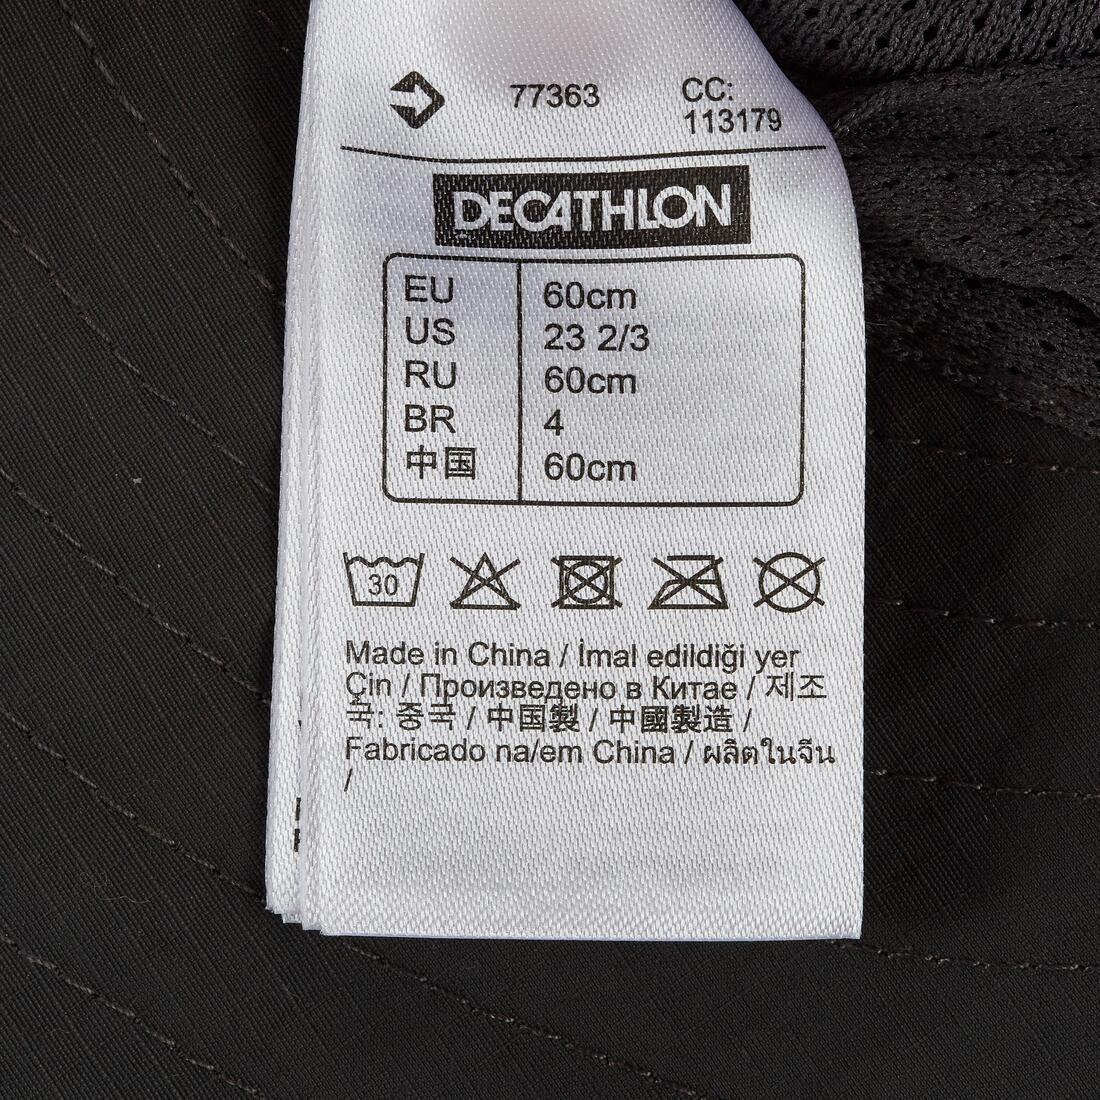 77363 CC:
113179
DECATHLON
EU 60cm
US 23 2/3
RU 60cm
BR 4
中国 60cm
30
Made in China / İmal edildiği yer
Çin / Произведено в Китае / 제조
국: 중국 / 中国製 / 中國製造 /
Fabricado na/em China / ผลิตในจีน
/